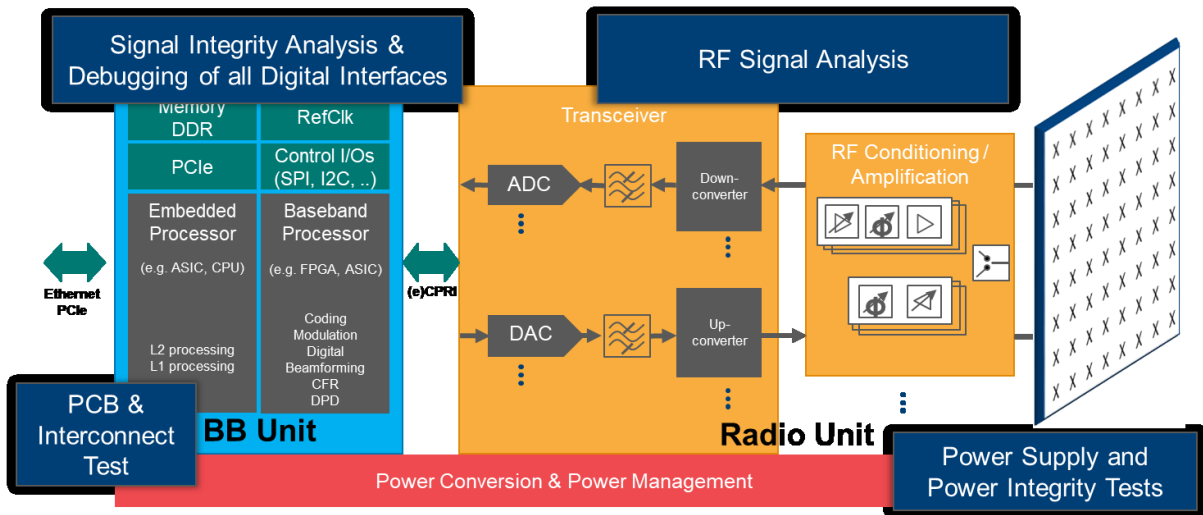 Signal Integrity Analysis &
Debugging of all Digital Interfaces
RF Signal Analysis
Memory
DDR
RefClk
PCIe
Control I/Os
(SPI, I2C, ..)
Embedded
Processor
(e.g. ASIC, CPU)
L2 processing
L1 processing
Baseband
Processor
(e.g. FPGA, ASIC)
Coding
Modulation
Digital
Beamforming
CFR
DPD
Ethernet
PCIe
(e)CPRI
BB Unit
Transceiver
ADC
Down-
converter
DAC
Up-
converter
RF Conditioning /
Amplification
Φ
Φ
Radio Unit
PCB &
Interconnect
Test
Power Conversion & Power Management
Power Supply and
Power Integrity Tests